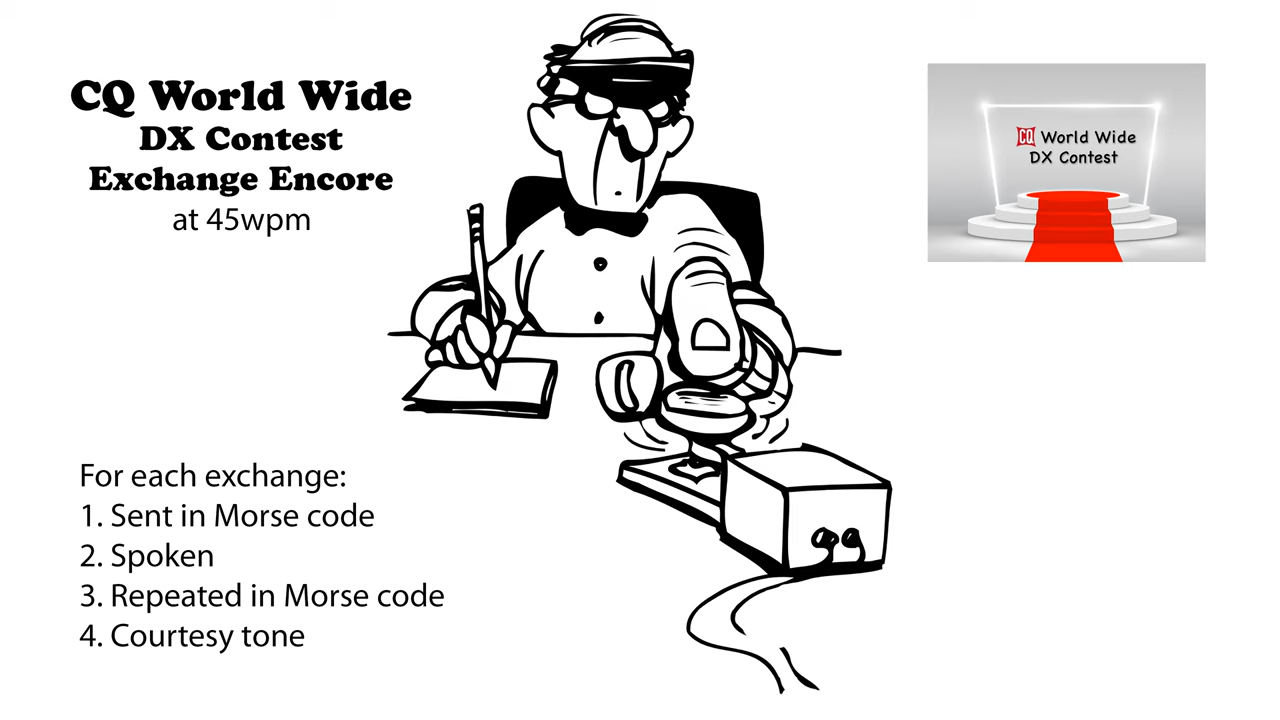 CQ World Wide
DX Contest
Exchange Encore
at 45wpm
CQ World Wide
DX Contest
For each exchange:
1. Sent in Morse code
2. Spoken
3. Repeated in Morse code
4. Courtesy tone